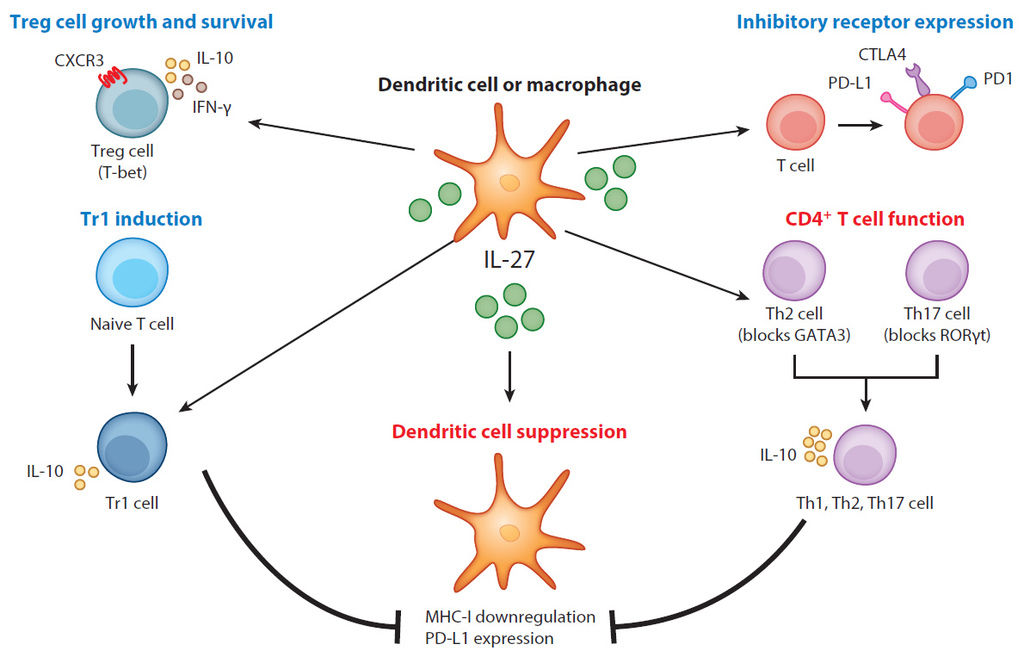 Treg cell growth and survival
CXCR3
IL-10
IFN-γ
Treg cell
(T-bet)
Dendritic cell or macrophage
IL-27
Inhibitory receptor expression
CTLA4
PD-L1
PD1
T cell
Tr1 induction
Naive T cell
IL-10
Tr1 cell
CD4⁺ T cell function
Th2 cell
(blocks GATA3)
Th17 cell
(blocks RORγt)
IL-10
Th1, Th2, Th17 cell
Dendritic cell suppression
MHC-I downregulation
PD-L1 expression